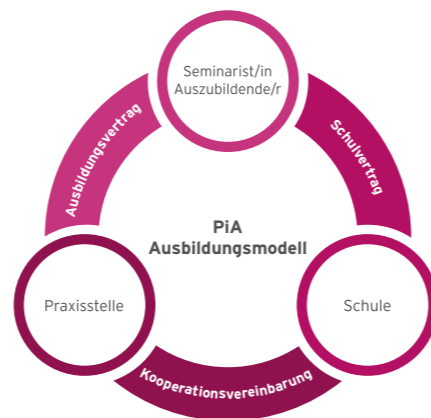 Seminarist/in
Auszubildende/r
Ausbildungsvertrag
Schulvertrag
PiA
Ausbildungsmodell
Praxisstelle
Schule
Kooperationsvereinbarung